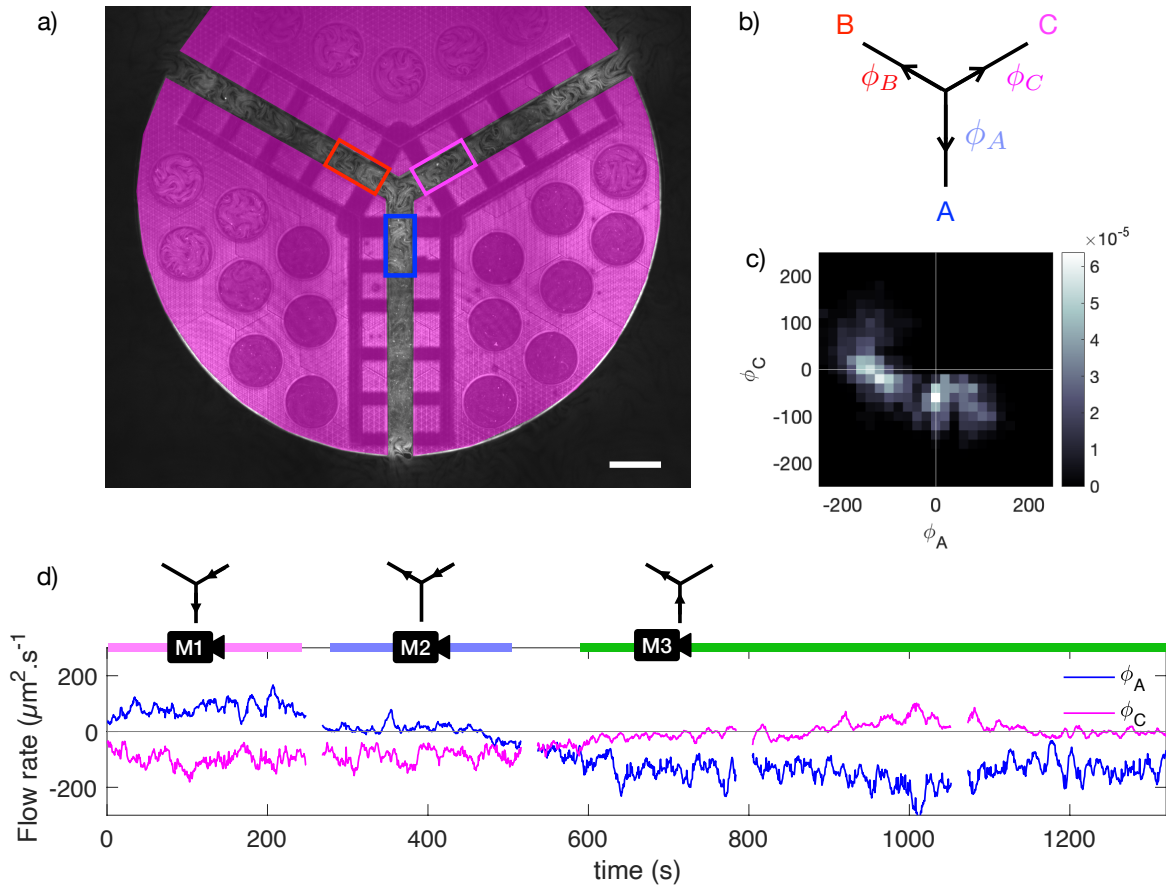 a)
b)
B
C
ϕB
ϕC
ϕA
A
c)
×10⁻⁵
200
100
0
-100
-200
ϕC
-200
0
200
ϕA
6
5
4
3
2
1
0
d)
M1
M2
M3
200
0
-200
Flow rate (µm².s⁻¹)
ϕA
ϕC
0
200
400
600
800
1000
1200
time (s)